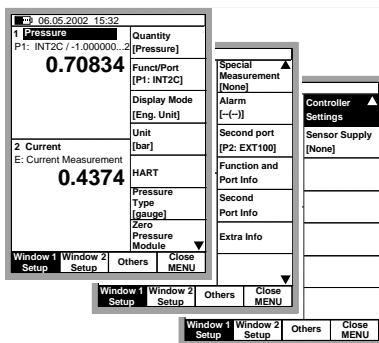 06.05.2002 15:32
1 Pressure
P1: INT2C / -1.000000...2
0.70834
2 Current
E: Current Measurement
0.4374
Quantity
[Pressure]
Funct/Port
[P1: INT2C]
Display Mode
[Eng. Unit]
Unit
[bar]
HART
Pressure
Type
[gauge]
Zero
Pressure
Module
Window 1
Setup
Window 2
Setup
Others
Close
MENU
Special
Measurement
[None]
Alarm
[--(--)]
Second port
[P2: EXT100]
Function and
Port Info
Second
Port Info
Extra Info
Window 1
Setup
Window 2
Setup
Others
Close
MENU
Controller
Settings
Sensor Supply
[None]
Window 1
Setup
Window 2
Setup
Others
Close
MENU